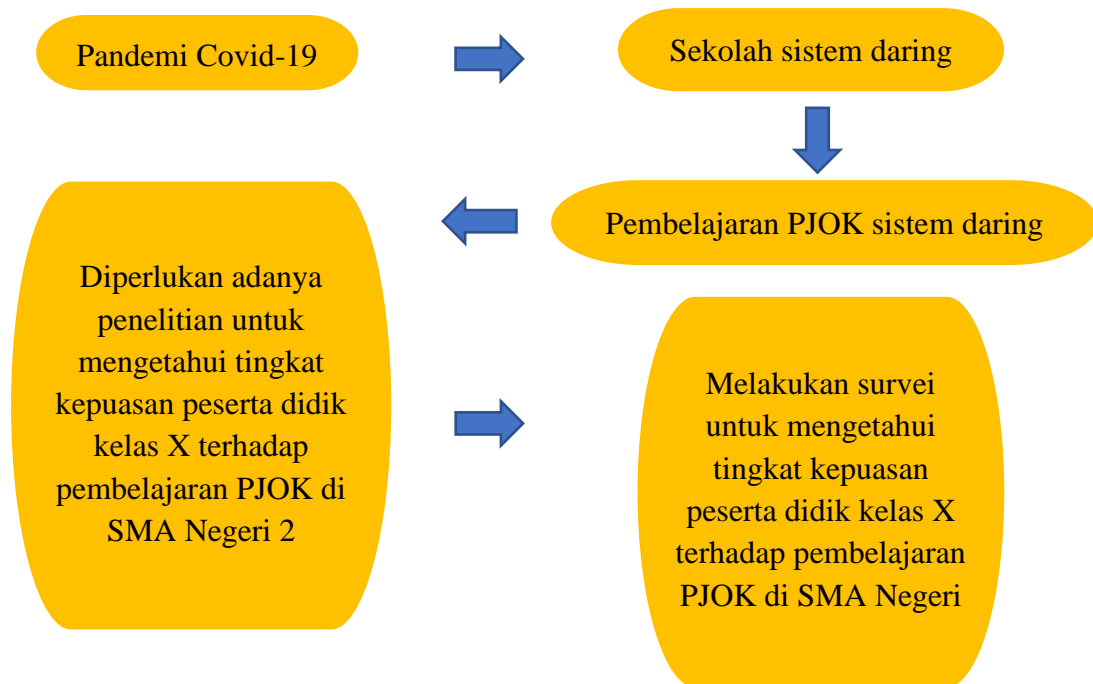 Pandemi Covid-19
Sekolah sistem daring
Pembelajaran PJOK sistem daring
Diperlukan adanya
penelitian untuk
mengetahui tingkat
kepuasan peserta didik
kelas X terhadap
pembelajaran PJOK di
SMA Negeri 2
Melakukan survei
untuk mengetahui
tingkat kepuasan
peserta didik kelas X
terhadap pembelajaran
PJOK di SMA Negeri